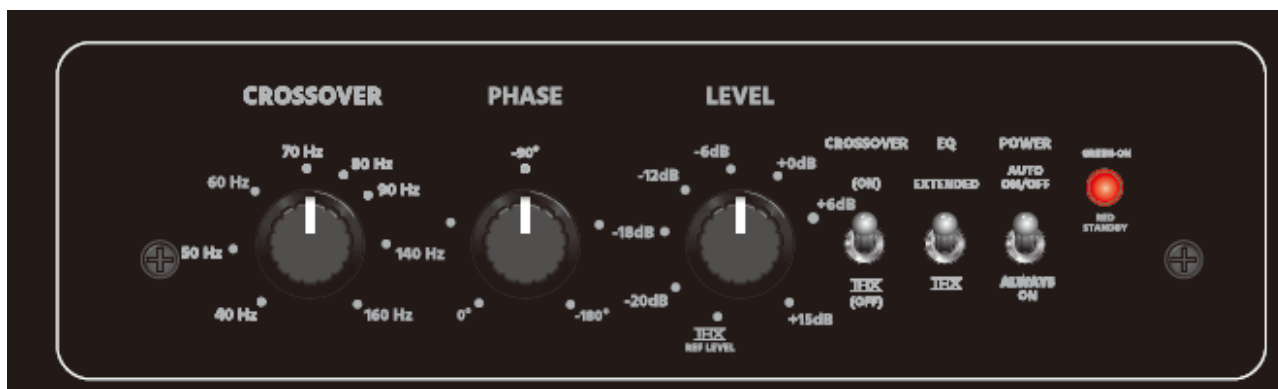 CROSSOVER
70 Hz
80 Hz
60 Hz
90 Hz
50 Hz
140 Hz
40 Hz
160 Hz
PHASE
-90°
0°
-180°
LEVEL
-6dB
+0dB
-12dB
+6dB
-18dB
-20dB
+15dB
THX
REF LEVEL
CROSSOVER
(ON)
THX
(OFF)
EQ
EXTENDED
THX
POWER
AUTO
ON/OFF
ALWAYS
ON
GREEN-ON
RED
STANDBY